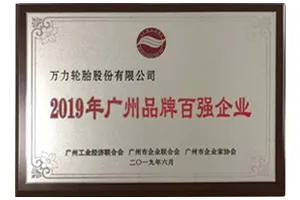 万力轮胎股份有限公司
2019年广州品牌百强企业
广州工业经济联合会 广州市企业联合会 广州市企业家协会
二〇一九年六月